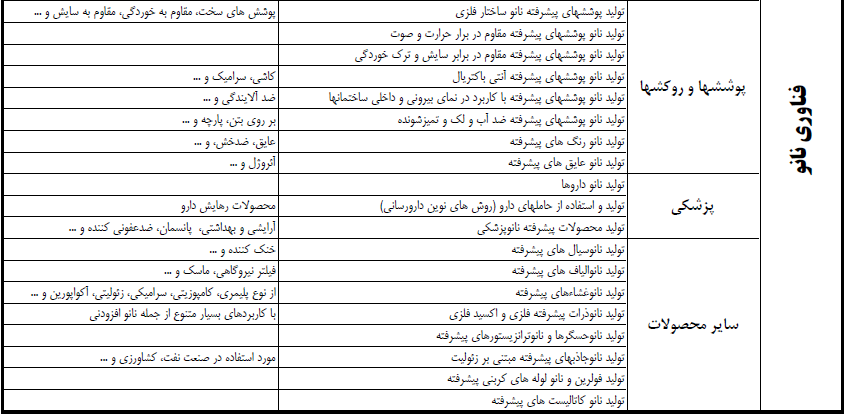 فناوری نانو
پوششها و روکشها
تولید پوششهای پیشرفته نانو ساختار فلزی	پوشش های سخت، مقاوم به خوردگی، مقاوم به سایش و ...
تولید نانو پوششهای پیشرفته مقاوم در برار حرارت و صوت
تولید نانو پوششهای پیشرفته مقاوم در برابر سایش و ترک خوردگی
تولید نانو پوششهای پیشرفته آنتی باکتریال	کاشی، سرامیک و ...
تولید نانو پوششهای پیشرفته با کاربرد در نمای بیرونی و داخلی ساختمانها	ضد آلایندگی و ...
تولید نانو پوششهای پیشرفته ضد آب و لک و تمیزشونده	بر روی بتن، پارچه و ...
تولید نانو رنگ های پیشرفته	عایق، ضدخش، و ...
تولید نانو عایق های پیشرفته	آئروژل و ...
پزشکی
تولید نانو داروها
تولید و استفاده از حاملهای دارو (روش های نوین دارورسانی)	محصولات رهایش دارو
تولید محصولات پیشرفته نانوپزشکی	آرایشی و بهداشتی، پانسمان، ضدعفونی کننده و ...
سایر محصولات
تولید نانوسیال های پیشرفته	خنک کننده و ...
تولید نانوالیاف های پیشرفته	فیلتر نیروگاهی، ماسک و ...
تولید نانوغشاءهای پیشرفته	از نوع پلیمری، کامپوزیتی، سرامیکی، زئولیتی، آکواپورین و ...
تولید نانوذرات پیشرفته فلزی و اکسید فلزی	با کاربردهای بسیار متنوع از جمله نانو افزودنی
تولید نانوحسگرها و نانوترانزیستورهای پیشرفته
تولید نانوجاذبهای پیشرفته مبتنی بر زئولیت	مورد استفاده در صنعت نفت، کشاورزی و ...
تولید فولرین و نانو لوله های کربنی پیشرفته
تولید نانو کاتالیست های پیشرفته